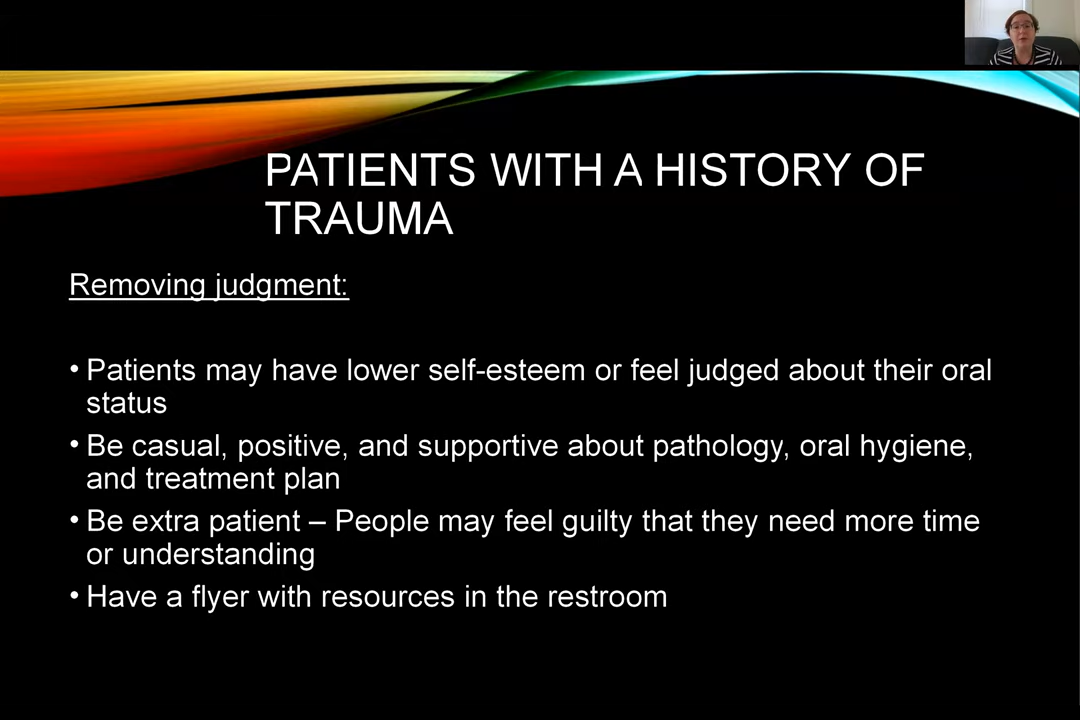 PATIENTS WITH A HISTORY OF
TRAUMA
Removing judgment:
• Patients may have lower self-esteem or feel judged about their oral
status
• Be casual, positive, and supportive about pathology, oral hygiene,
and treatment plan
• Be extra patient – People may feel guilty that they need more time
or understanding
• Have a flyer with resources in the restroom